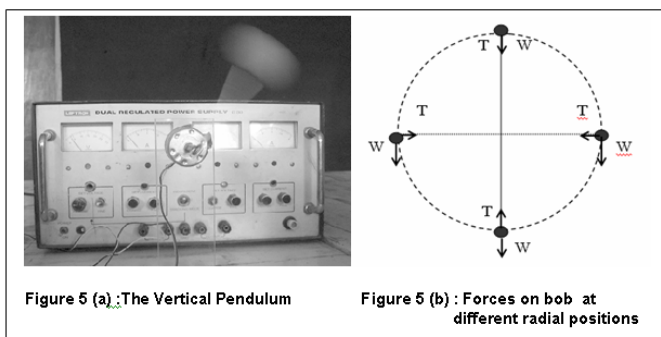 DUAL REGULATED POWER SUPPLY
T
W
T
W
T
W
T
W
Figure 5 (a) :The Vertical Pendulum
Figure 5 (b) : Forces on bob at
different radial positions